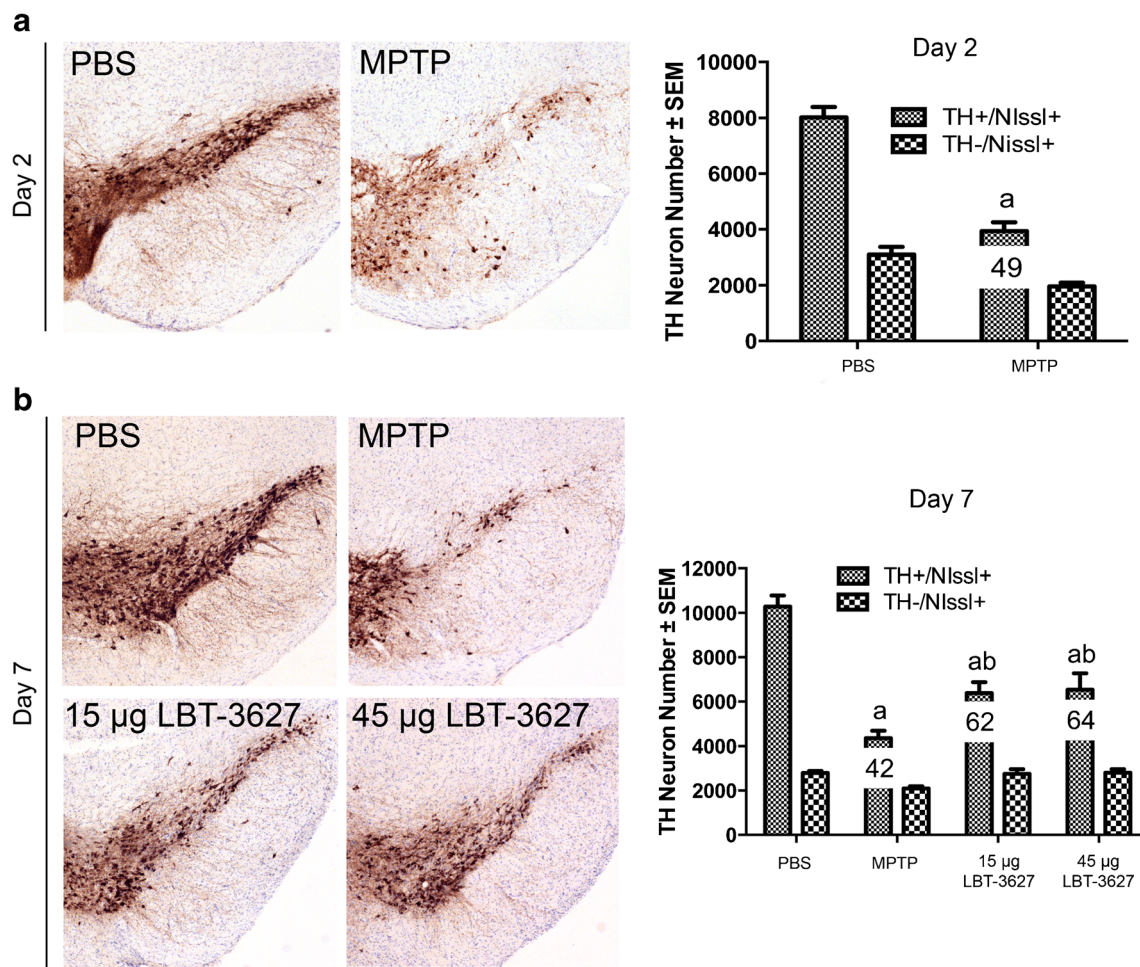 a
Day 2
PBS
MPTP
Day 2
TH Neuron Number ± SEM
10000
8000
6000
4000
2000
0
TH+/NIssl+
TH-/Nissl+
a
49
PBS
MPTP
b
Day 7
PBS
MPTP
15 µg LBT-3627
45 µg LBT-3627
Day 7
TH Neuron Number ± SEM
12000
10000
8000
6000
4000
2000
0
TH+/NIssl+
TH-/NIssl+
a
ab
ab
42
62
64
PBS
MPTP
15 µg
LBT-3627
45 µg
LBT-3627